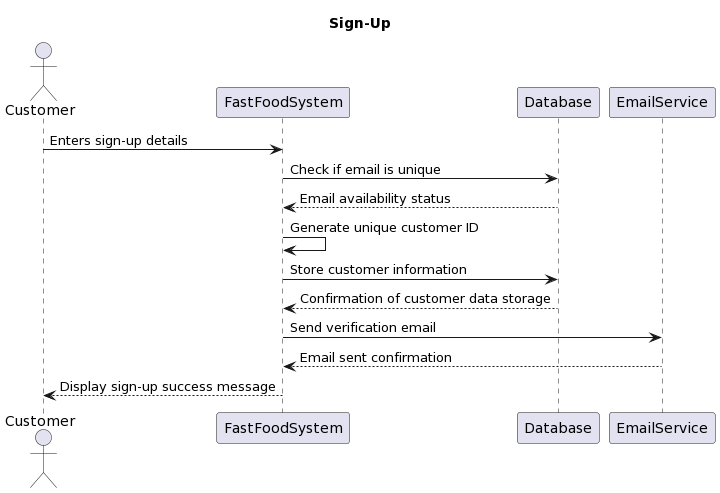 Sign-Up
Customer
FastFoodSystem
Database
EmailService
Enters sign-up details
Check if email is unique
Email availability status
Generate unique customer ID
Store customer information
Confirmation of customer data storage
Send verification email
Email sent confirmation
Display sign-up success message
Customer
FastFoodSystem
Database
EmailService